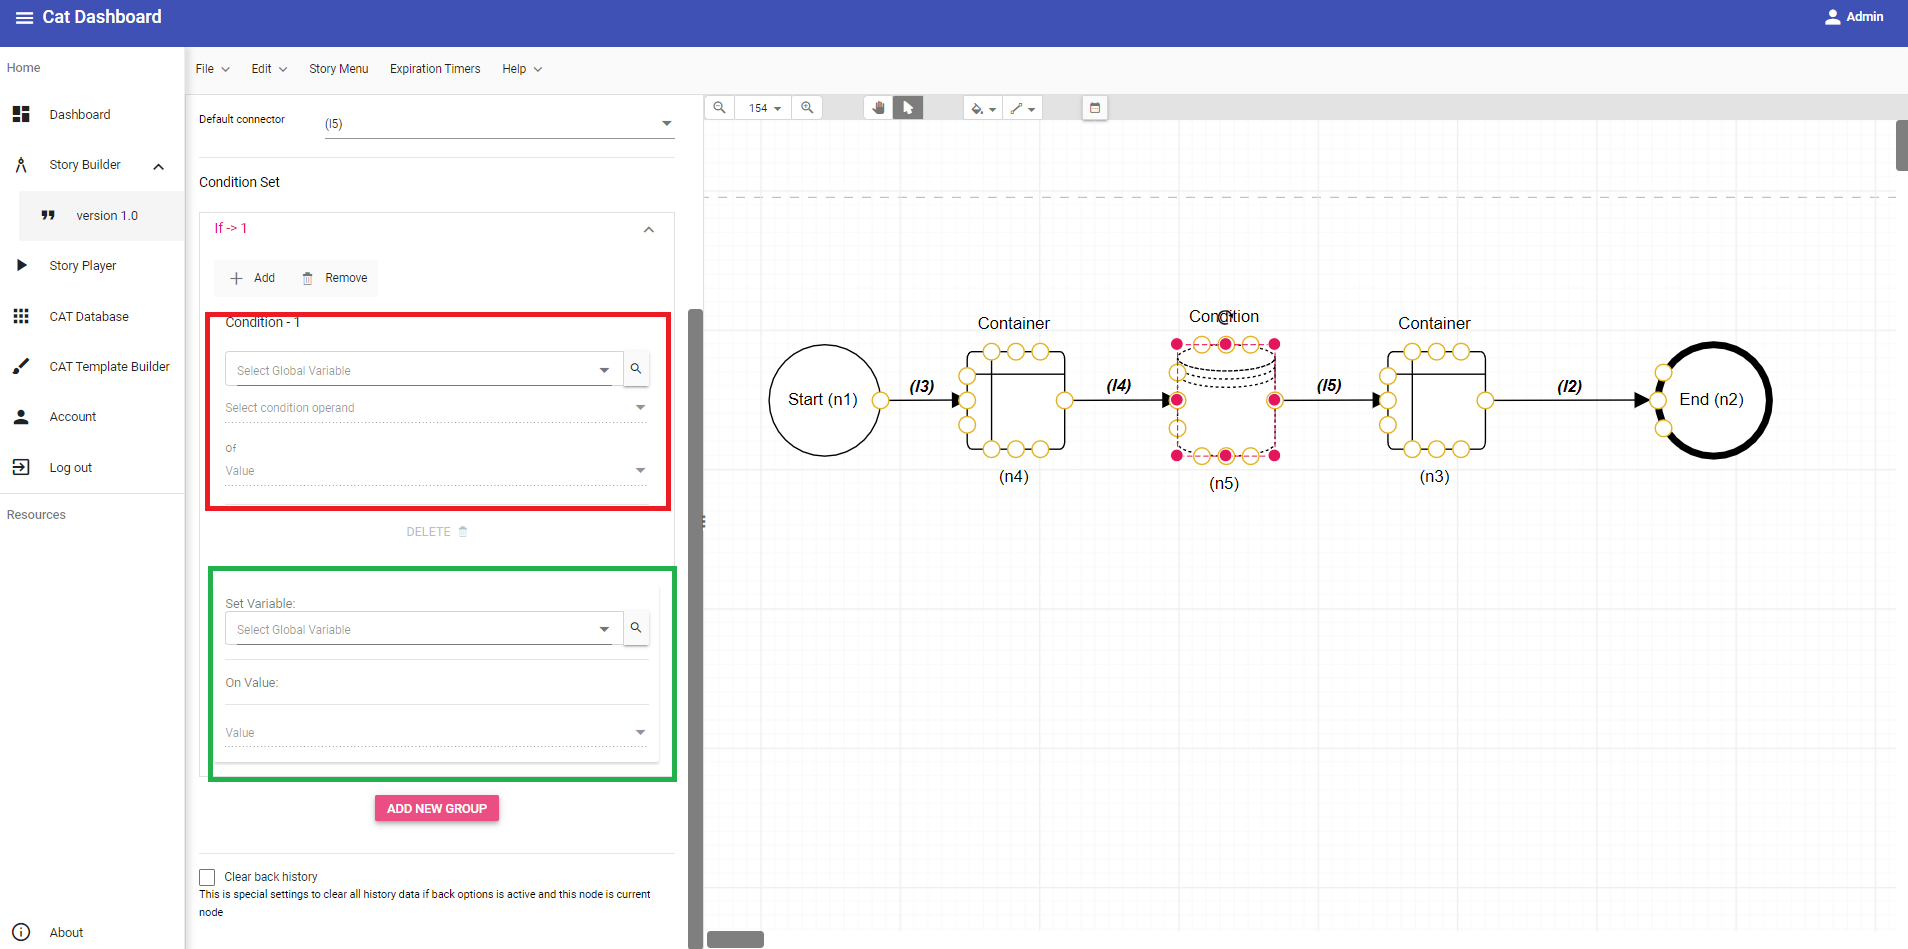 Cat Dashboard
Admin
Home
Dashboard
Story Builder
version 1.0
Story Player
CAT Database
CAT Template Builder
Account
Log out
Resources
About
File Edit Story Menu Expiration Timers Help
Default connector (l5)
Condition Set
If -> 1
Add Remove
Condition - 1
Select Global Variable
Select condition operand
Of
Value
DELETE
Set Variable:
Select Global Variable
On Value:
Value
ADD NEW GROUP
Clear back history
This is special settings to clear all history data if back options is active and this node is current
node
154
Container Condition Container
Start (n1) (l3) (l4) (l5) (l2) End (n2)
(n4) (n5) (n3)